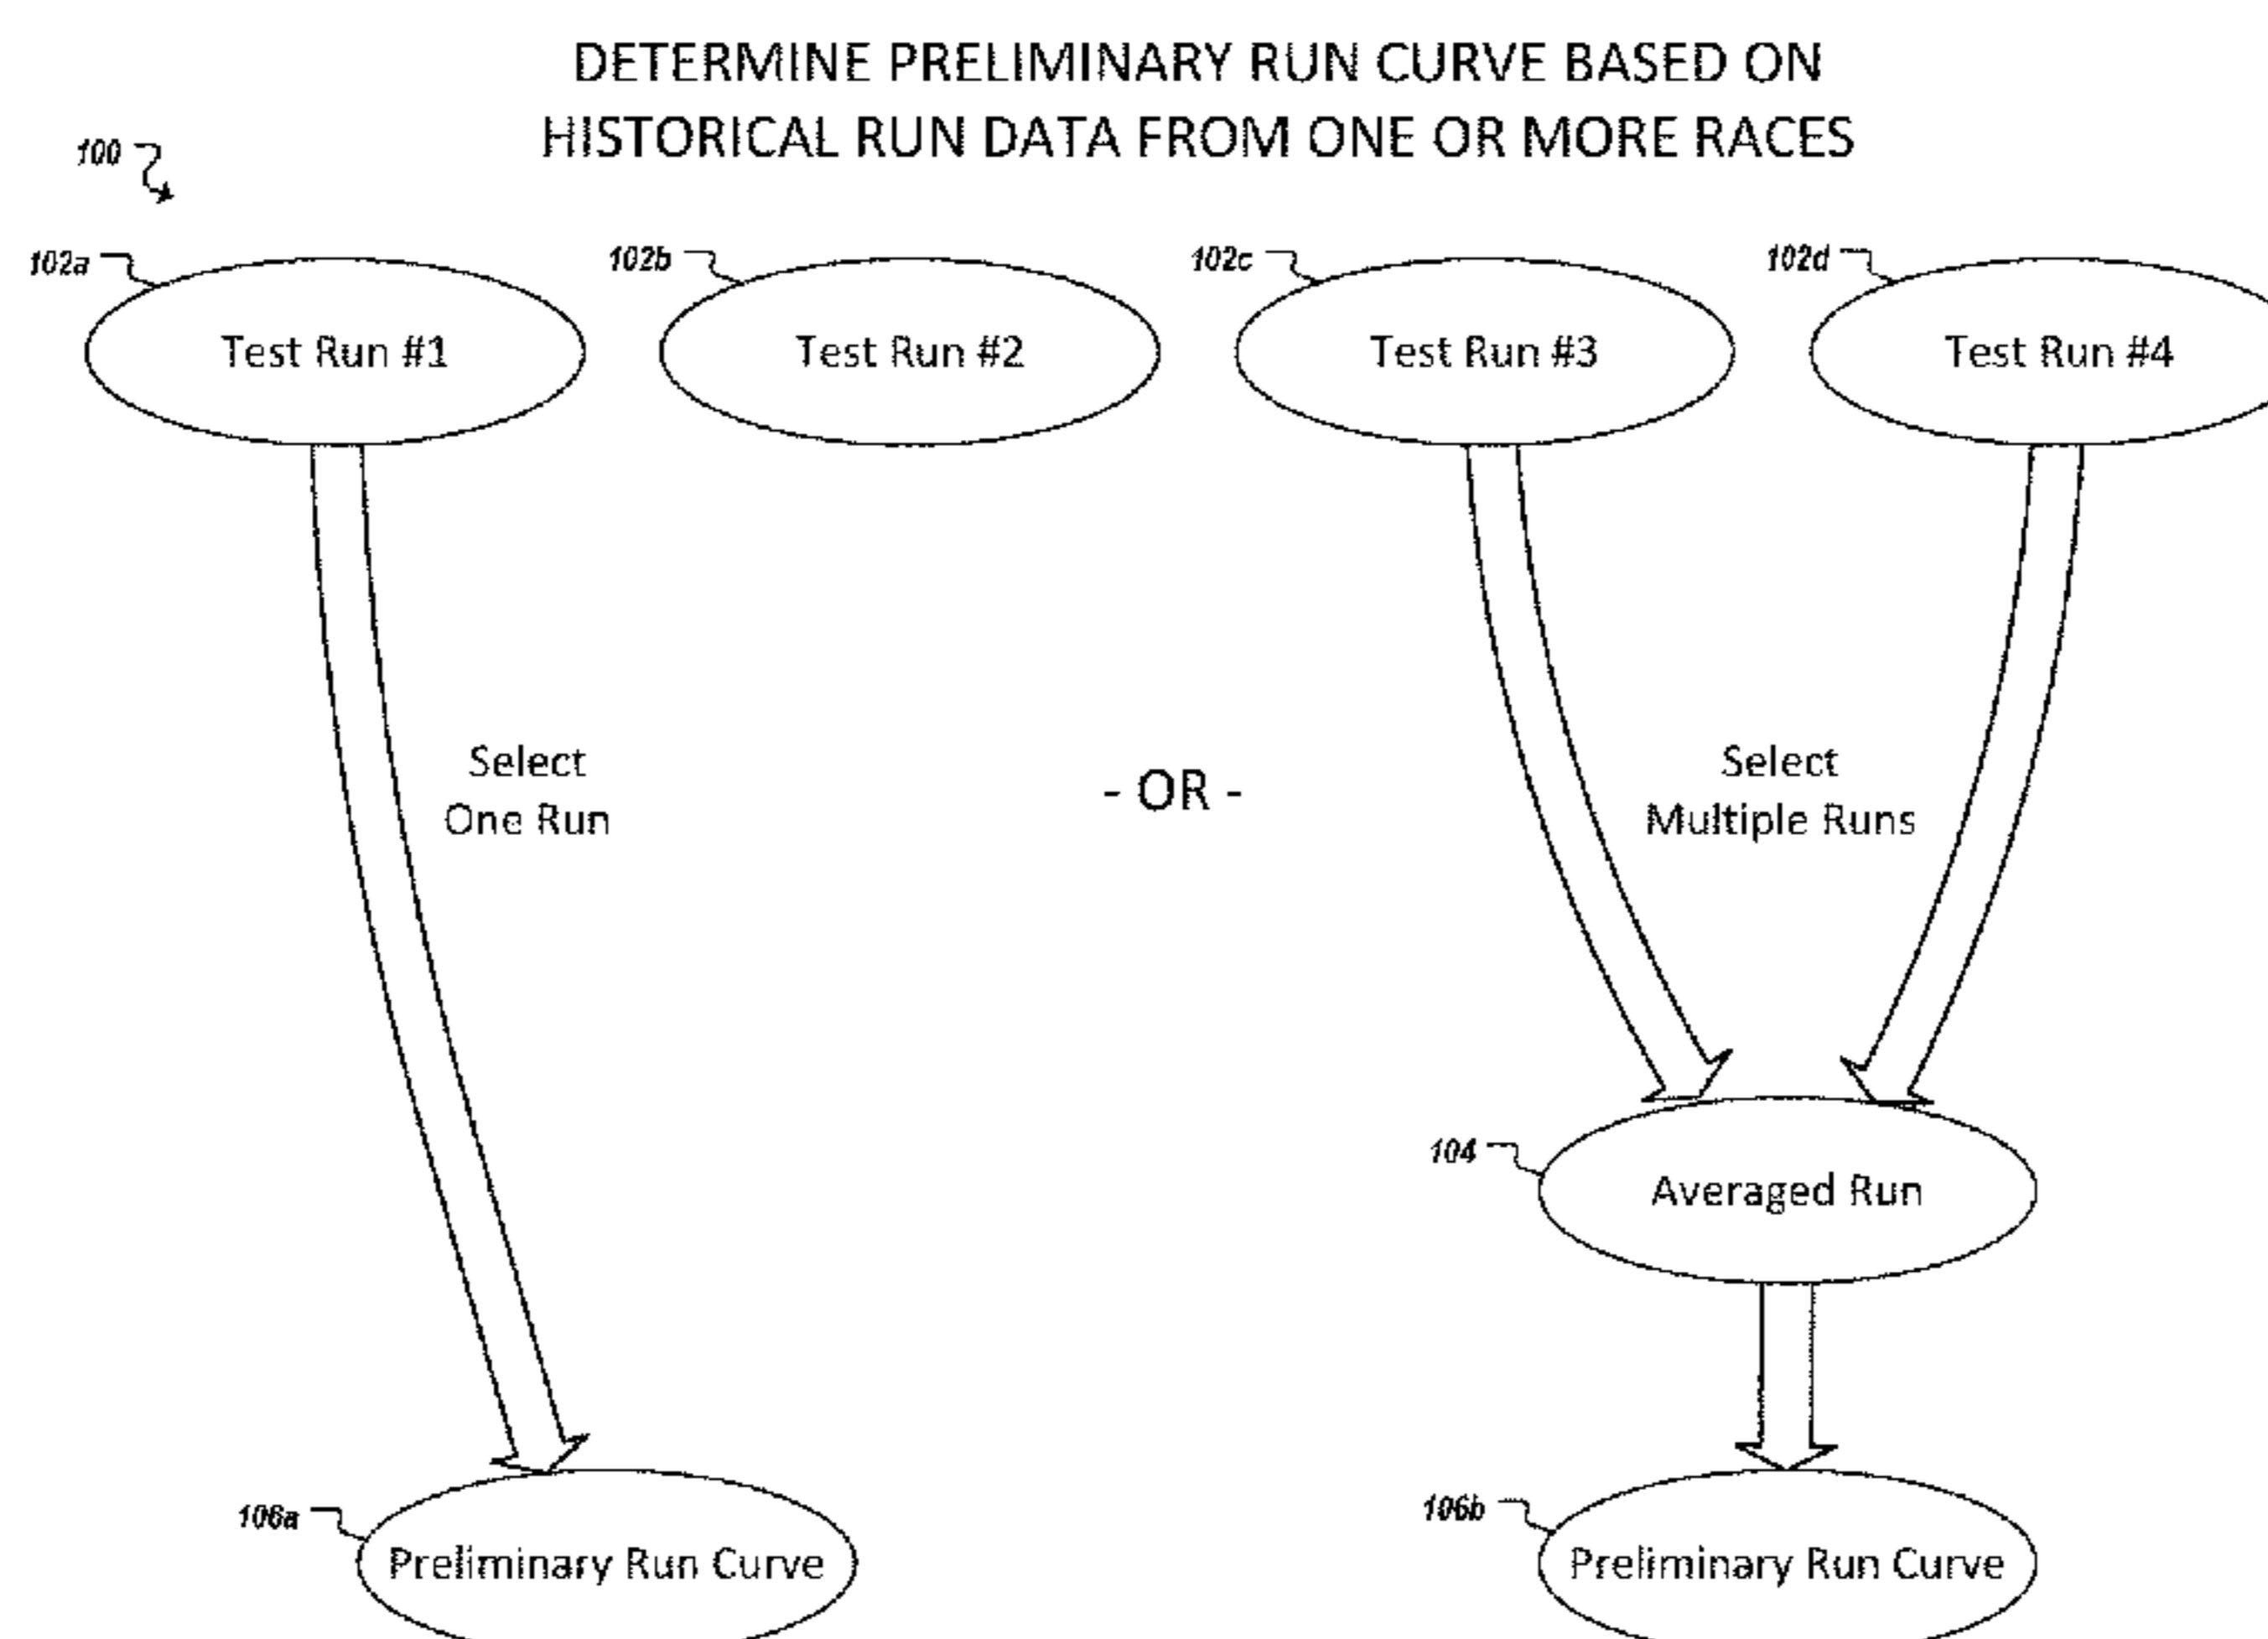 DETERMINE PRELIMINARY RUN CURVE BASED ON
HISTORICAL RUN DATA FROM ONE OR MORE RACES
100
102a
102b
102c
102d
Test Run #1
Test Run #2
Test Run #3
Test Run #4
Select
One Run
- OR -
Select
Multiple Runs
104
Averaged Run
106a
106b
Preliminary Run Curve
Preliminary Run Curve